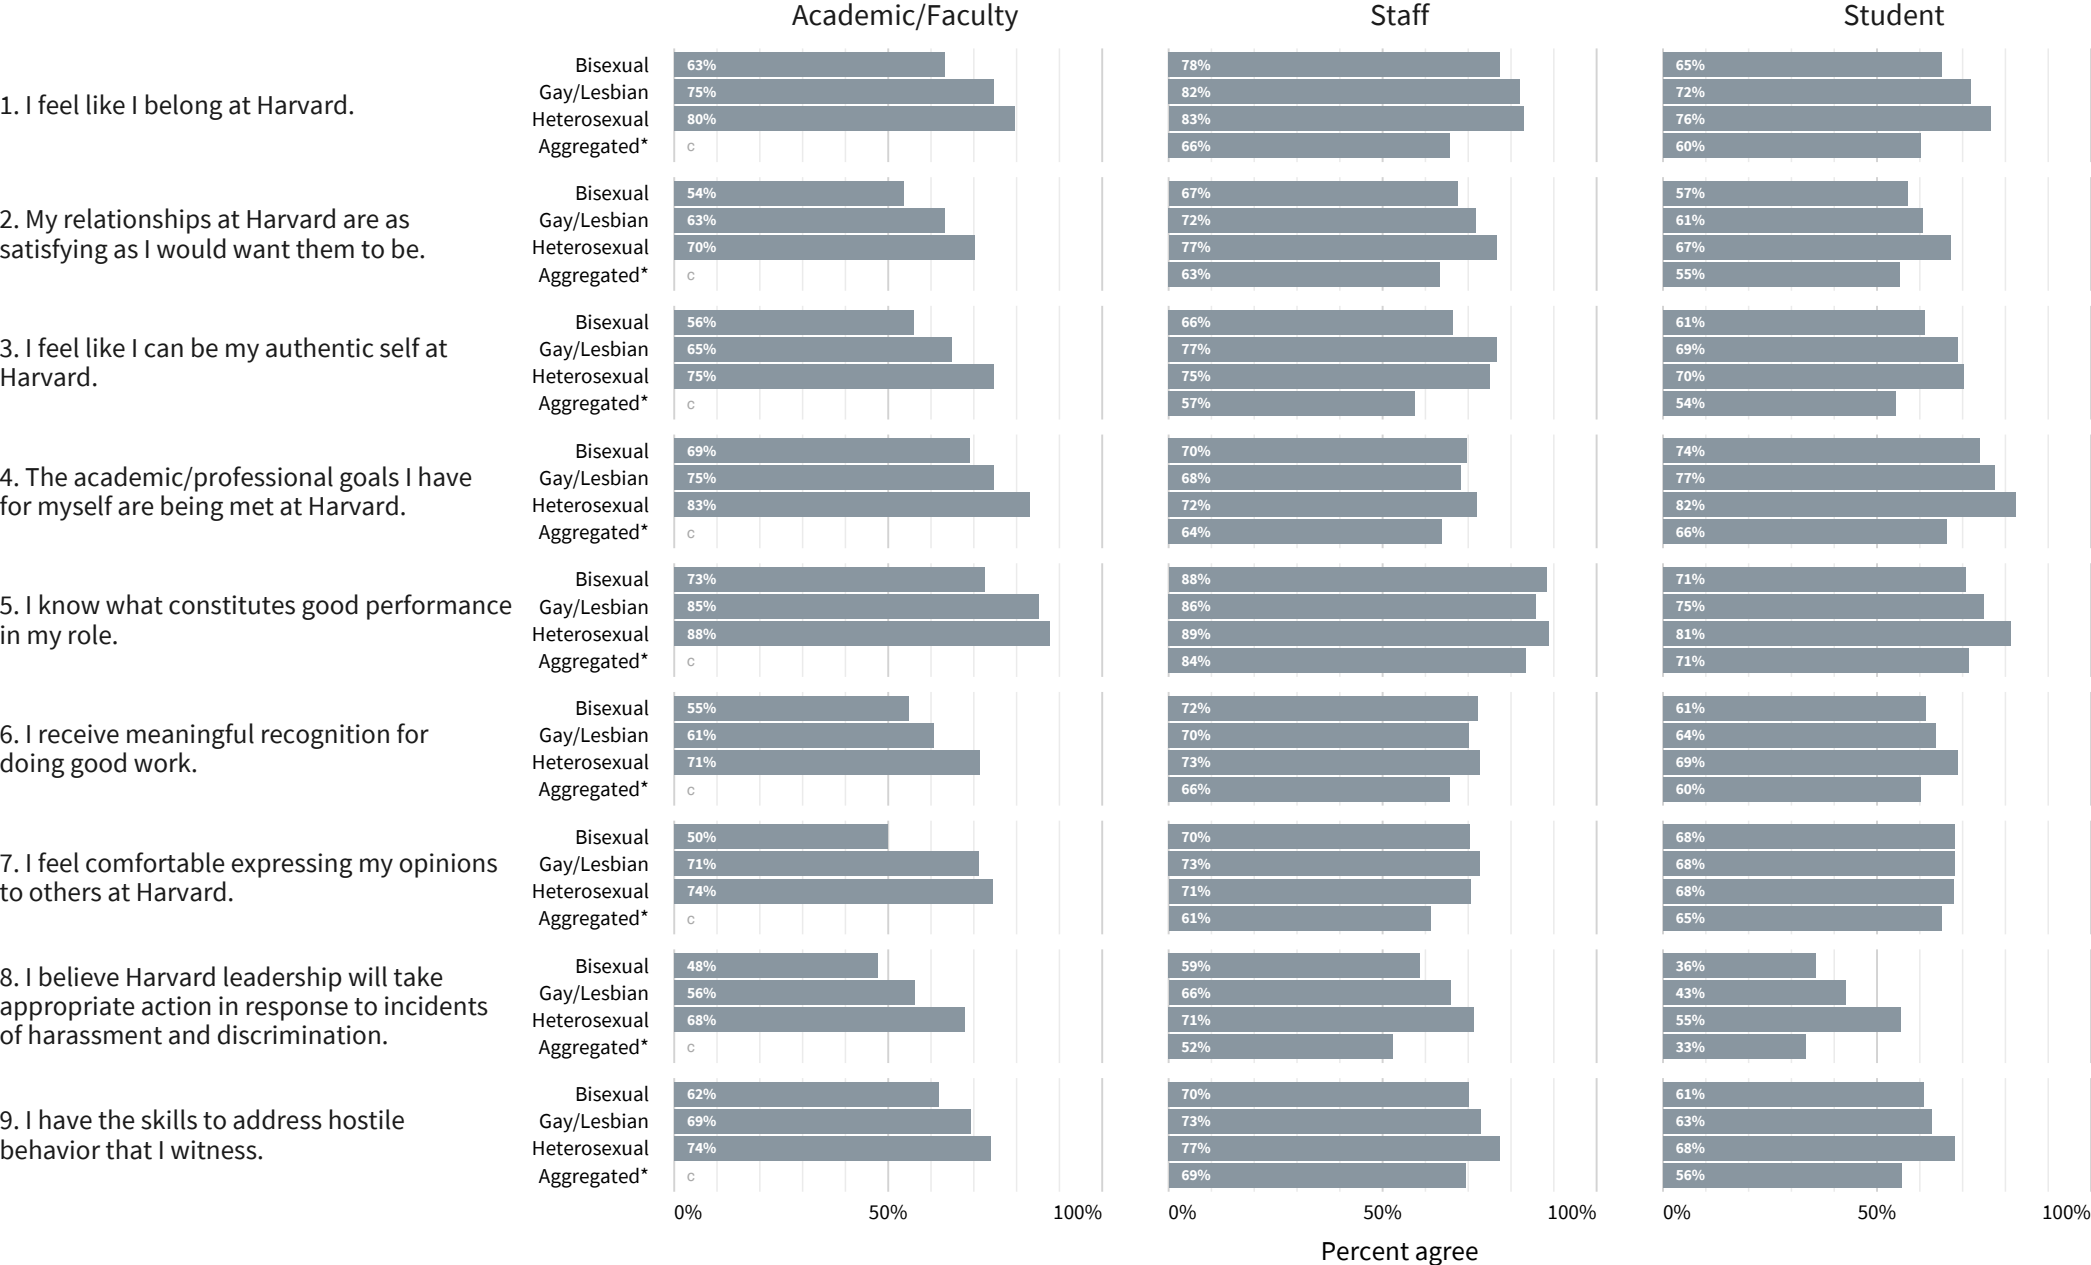 Academic/Faculty Staff Student
1. I feel like I belong at Harvard.
Bisexual 63% 78% 65%
Gay/Lesbian 75% 82% 72%
Heterosexual 80% 83% 76%
Aggregated* c 66% 60%
2. My relationships at Harvard are as
satisfying as I would want them to be.
Bisexual 54% 67% 57%
Gay/Lesbian 63% 72% 61%
Heterosexual 70% 77% 67%
Aggregated* c 63% 55%
3. I feel like I can be my authentic self at
Harvard.
Bisexual 56% 66% 61%
Gay/Lesbian 65% 77% 69%
Heterosexual 75% 75% 70%
Aggregated* c 57% 54%
4. The academic/professional goals I have
for myself are being met at Harvard.
Bisexual 69% 70% 74%
Gay/Lesbian 75% 68% 77%
Heterosexual 83% 72% 82%
Aggregated* c 64% 66%
5. I know what constitutes good performance
in my role.
Bisexual 73% 88% 71%
Gay/Lesbian 85% 86% 75%
Heterosexual 88% 89% 81%
Aggregated* c 84% 71%
6. I receive meaningful recognition for
doing good work.
Bisexual 55% 72% 61%
Gay/Lesbian 61% 70% 64%
Heterosexual 71% 73% 69%
Aggregated* c 66% 60%
7. I feel comfortable expressing my opinions
to others at Harvard.
Bisexual 50% 70% 68%
Gay/Lesbian 71% 73% 68%
Heterosexual 74% 71% 68%
Aggregated* c 61% 65%
8. I believe Harvard leadership will take
appropriate action in response to incidents
of harassment and discrimination.
Bisexual 48% 59% 36%
Gay/Lesbian 56% 66% 43%
Heterosexual 68% 71% 55%
Aggregated* c 52% 33%
9. I have the skills to address hostile
behavior that I witness.
Bisexual 62% 70% 61%
Gay/Lesbian 69% 73% 63%
Heterosexual 74% 77% 68%
Aggregated* c 69% 56%
0% 50% 100% 0% 50% 100% 0% 50% 100%
Percent agree